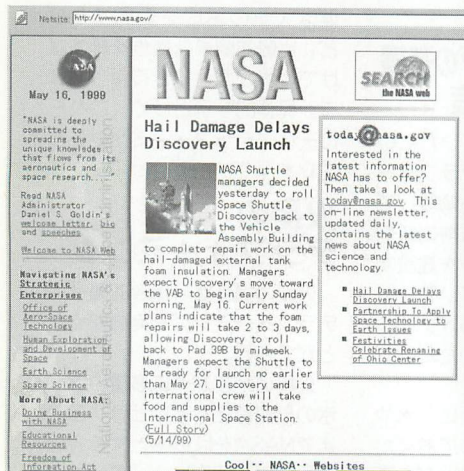 Netsite: http://www.nasa.gov/
NASA
May 16, 1999
"NASA is deeply
committed to
spreading the
unique knowledge
that flows from its
aeronautics and
space research...."
Read NASA
Administrator
Daniel S. Goldin's
welcome letter, bio
and speeches
Welcome to NASA Web
Navigating NASA's
Strategic
Enterprises
Office of
Aero-Space
Technology
Human Exploration
and Development of
Space
Earth Science
Space Science
More About NASA:
Doing Business
with NASA
Educational
Resources
Freedom of
Information Act
NASA
SEARCH
the NASA web
Hail Damage Delays
Discovery Launch
NASA Shuttle
managers decided
yesterday to roll
Space Shuttle
Discovery back to
the Vehicle
Assembly Building
to complete repair work on the
hail-damaged external tank
foam insulation. Managers
expect Discovery's move toward
the VAB to begin early Sunday
morning, May 16. Current work
plans indicate that the foam
repairs will take 2 to 3 days,
allowing Discovery to roll
back to Pad 39B by midweek.
Managers expect the Shuttle to
be ready for launch no earlier
than May 27. Discovery and its
international crew will take
food and supplies to the
International Space Station.
(Full Story)
(5/14/99)
today@nasa.gov
Interested in the
latest information
NASA has to offer?
Then take a look at
today@nasa.gov. This
on-line newsletter,
updated daily,
contains the latest
news about NASA
science and
technology.
Hail Damage Delays
Discovery Launch
Partnership To Apply
Space Technology to
Earth Issues
Festivities
Celebrate Renaming
of Ohio Center
Cool·· NASA·· Websites